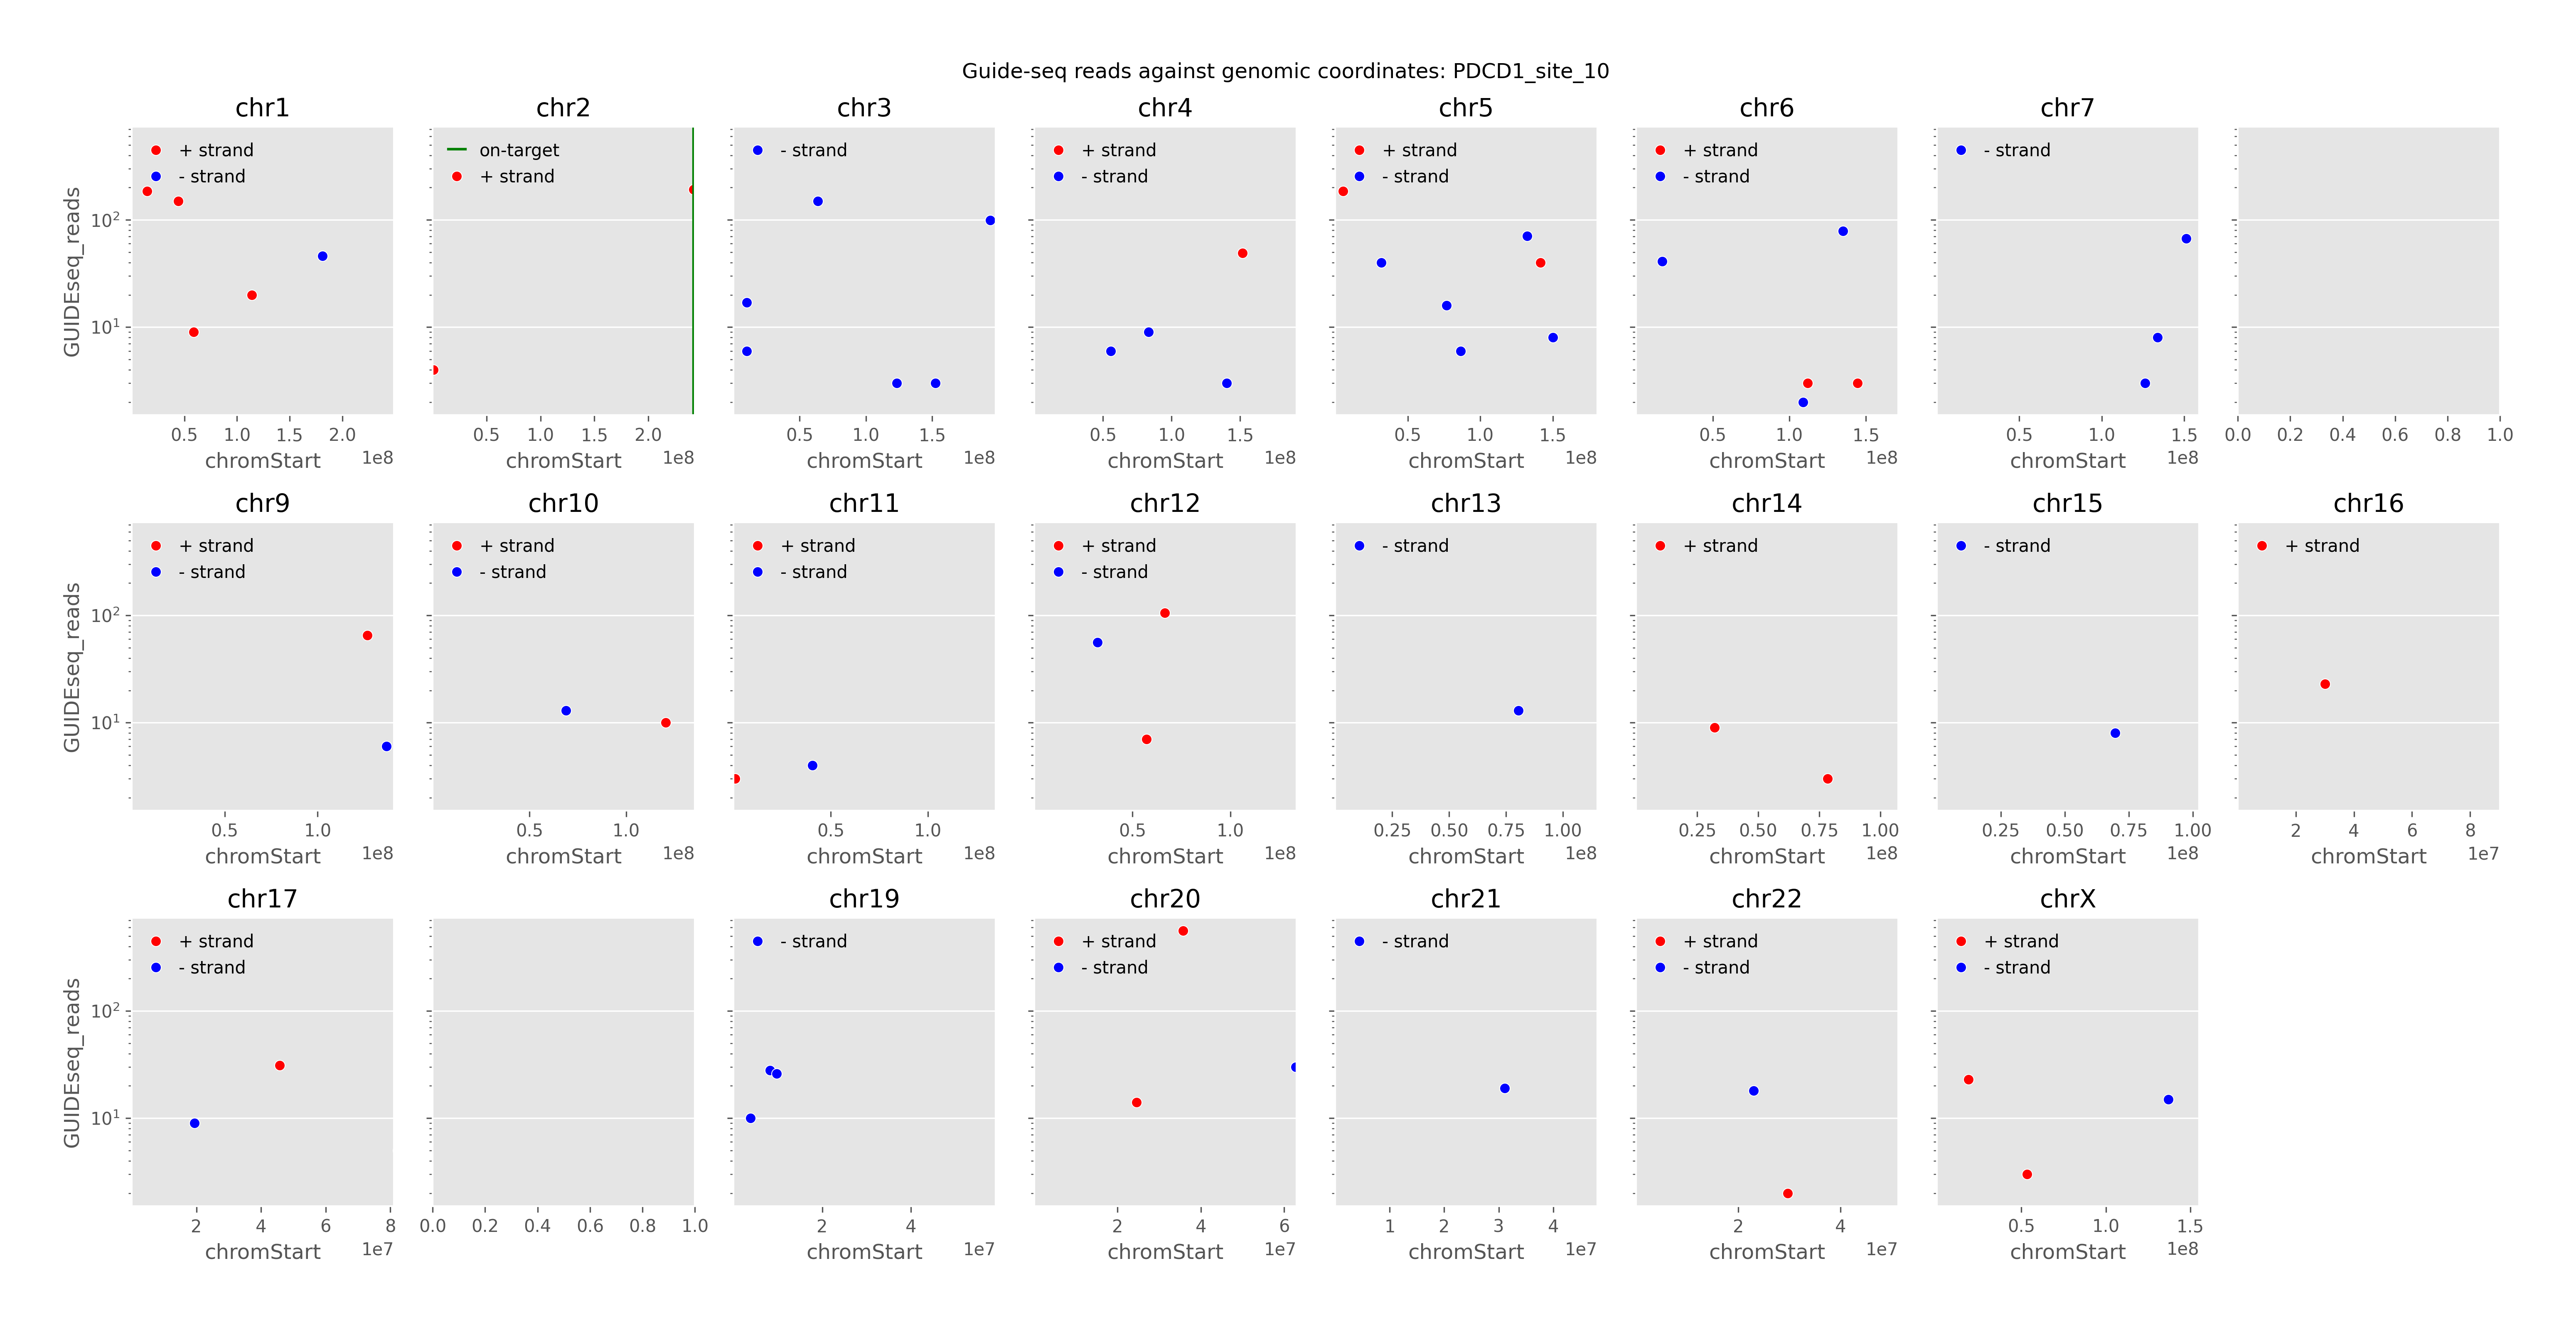 Guide-seq reads against genomic coordinates: PDCD1_site_10
chr1 chr2 chr3 chr4 chr5 chr6 chr7
+ strand on-target - strand + strand + strand + strand - strand
- strand + strand - strand - strand - strand
GUIDEseq_reads
10²
10¹
0.5 1.0 1.5 2.0 0.5 1.0 1.5 2.0 0.5 1.0 1.5 0.5 1.0 1.5 0.5 1.0 1.5 0.5 1.0 1.5 0.5 1.0 1.5 0.0 0.2 0.4 0.6 0.8 1.0
chromStart 1e8 chromStart 1e8 chromStart 1e8 chromStart 1e8 chromStart 1e8 chromStart 1e8 chromStart 1e8
chr9 chr10 chr11 chr12 chr13 chr14 chr15 chr16
+ strand + strand + strand + strand - strand + strand - strand + strand
- strand - strand - strand - strand
GUIDEseq_reads
10²
10¹
0.5 1.0 0.5 1.0 0.5 1.0 0.5 1.0 0.25 0.50 0.75 1.00 0.25 0.50 0.75 1.00 0.25 0.50 0.75 1.00 2 4 6 8
chromStart 1e8 chromStart 1e8 chromStart 1e8 chromStart 1e8 chromStart 1e8 chromStart 1e8 chromStart 1e8 chromStart 1e7
chr17 chr19 chr20 chr21 chr22 chrX
+ strand - strand + strand - strand + strand + strand
- strand - strand - strand - strand
GUIDEseq_reads
10²
10¹
2 4 6 8 0.0 0.2 0.4 0.6 0.8 1.0 2 4 2 4 6 1 2 3 4 2 4 0.5 1.0 1.5
chromStart 1e7 chromStart 1e7 chromStart 1e7 chromStart 1e7 chromStart 1e7 chromStart 1e8